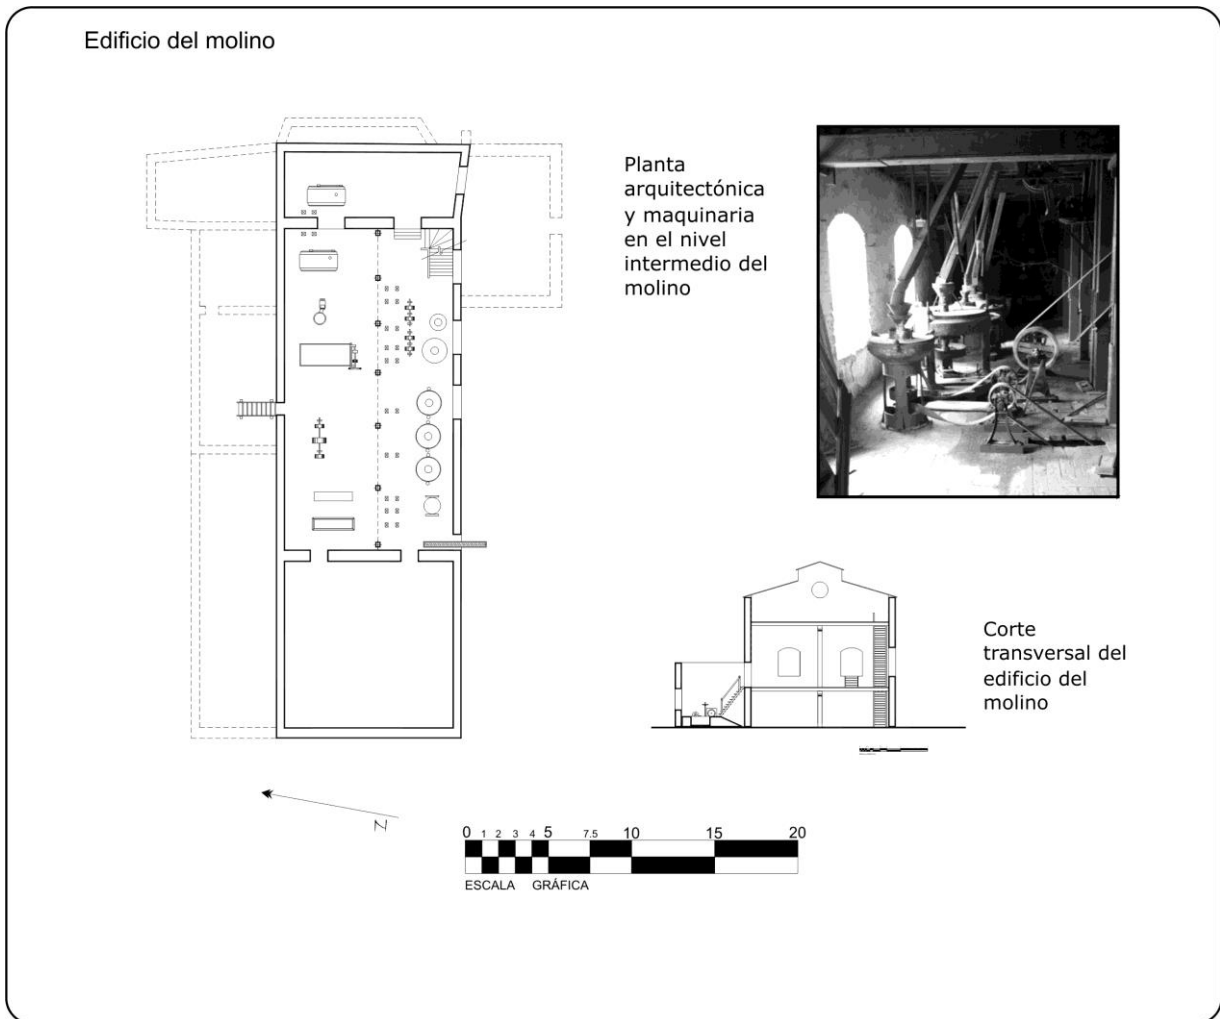 Edificio del molino
Planta
arquitectónica
y maquinaria
en el nivel
intermedio del
molino
Corte
transversal del
edificio del
molino
N
0 1 2 3 4 5 7.5 10 15 20
ESCALA GRÁFICA